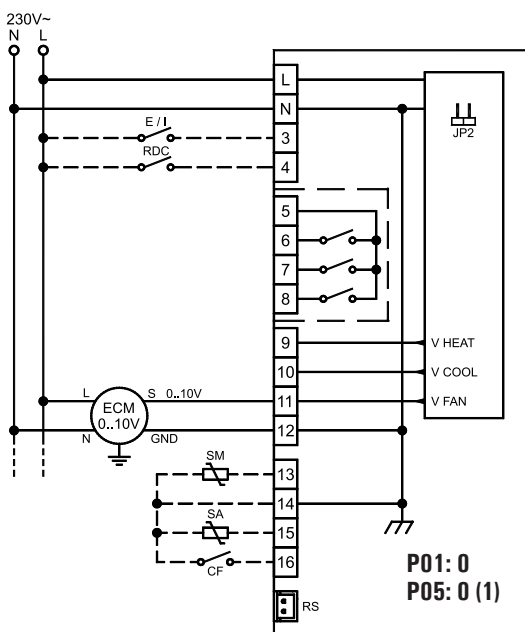 230V~
N L
L
N
JP2
E / I
3
RDC
4
5
6
7
8
9 V HEAT
10 V COOL
L S 0..10V 11 V FAN
ECM
0..10V
N GND 12
SM
13
14
SA
15
16
CF
P01: 0
P05: 0 (1)
RS